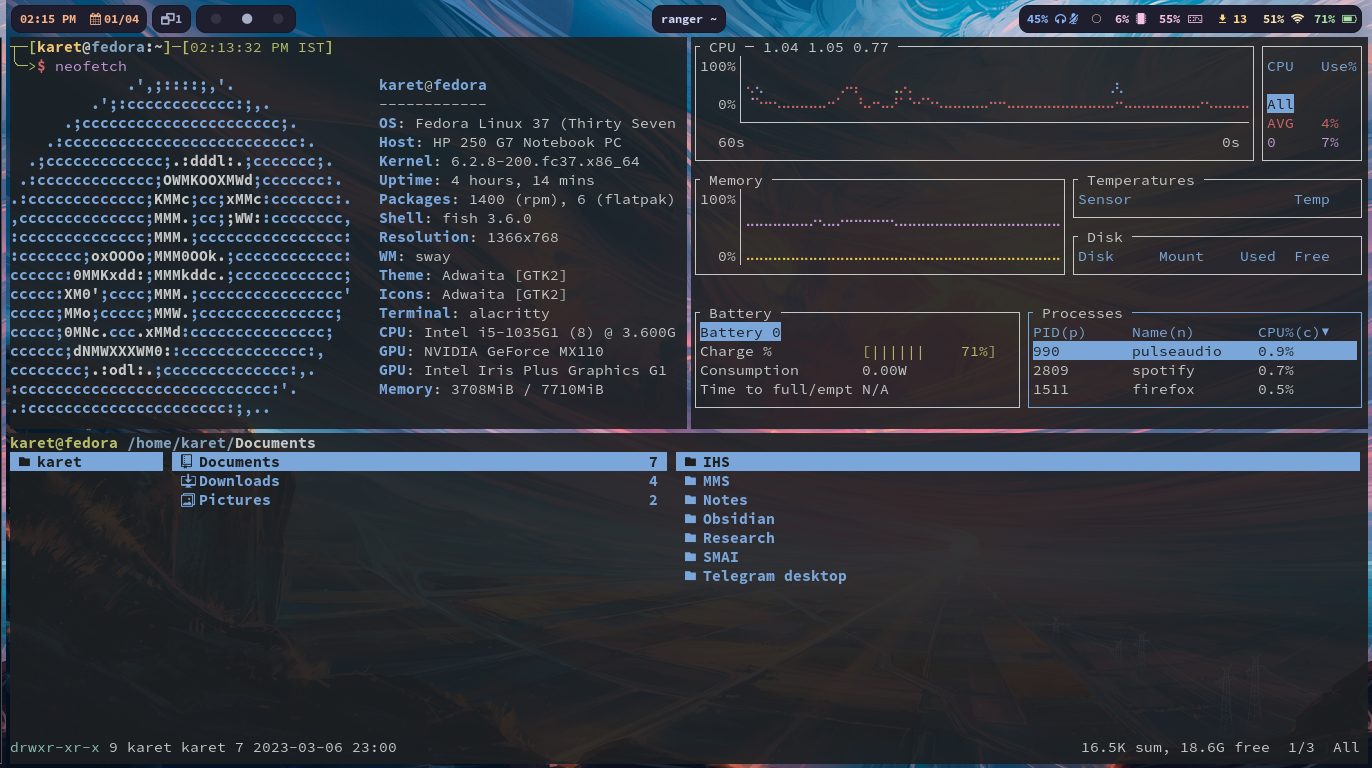 02:15 PM 01/04 1 ranger ~ 45% 6% 55% 13 51% 71%
[karet@fedora:~]─[02:13:32 PM IST]
>$ neofetch
karet@fedora
------------
OS: Fedora Linux 37 (Thirty Seven
Host: HP 250 G7 Notebook PC
Kernel: 6.2.8-200.fc37.x86_64
Uptime: 4 hours, 14 mins
Packages: 1400 (rpm), 6 (flatpak)
Shell: fish 3.6.0
Resolution: 1366x768
WM: sway
Theme: Adwaita [GTK2]
Icons: Adwaita [GTK2]
Terminal: alacritty
CPU: Intel i5-1035G1 (8) @ 3.600G
GPU: NVIDIA GeForce MX110
GPU: Intel Iris Plus Graphics G1
Memory: 3708MiB / 7710MiB
.',;::::;,'.
.';:cccccccccccc:;,.
.;cccccccccccccccccccccc;.
.:cccccccccccccccccccccccccc:.
.;ccccccccccccc;.:dddl:.;ccccccc;.
.:ccccccccccccc;OWMKOOXMWd;ccccccc:.
.:ccccccccccccc;KMMc;cc;xMMc:ccccccc:.
,cccccccccccccc;MMM.;cc;;WW::cccccccc,
:cccccccccccccc;MMM.;cccccccccccccccc:
:ccccccc;oxOOOo;MMM0OOk.;cccccccccccc:
cccccc:0MMKxdd:;MMMkddc.;cccccccccccc;
ccccc:XM0';cccc;MMM.;cccccccccccccccc'
ccccc;MMo;ccccc;MMW.;ccccccccccccccc;
ccccc;0MNc.ccc.xMMd:ccccccccccccccc;
cccccc;dNMWXXXWM0::cccccccccccccc:,
cccccccc;.:odl:.;cccccccccccccc:,.
:cccccccccccccccccccccccccccc:'.
.:cccccccccccccccccccccc:;,..
CPU ─ 1.04 1.05 0.77
100%
0%
60s 0s
CPU Use%
All
AVG 4%
0 7%
Memory
100%
0%
Temperatures
Sensor Temp
Disk
Disk Mount Used Free
Battery
Battery 0
Charge % [|||||| 71%]
Consumption 0.00W
Time to full/empt N/A
Processes
PID(p) Name(n) CPU%(c)▼
990 pulseaudio 0.9%
2809 spotify 0.7%
1511 firefox 0.5%
karet@fedora /home/karet/Documents
karet
Documents 7
Downloads 4
Pictures 2
IHS
MMS
Notes
Obsidian
Research
SMAI
Telegram desktop
drwxr-xr-x 9 karet karet 7 2023-03-06 23:00 16.5K sum, 18.6G free 1/3 All